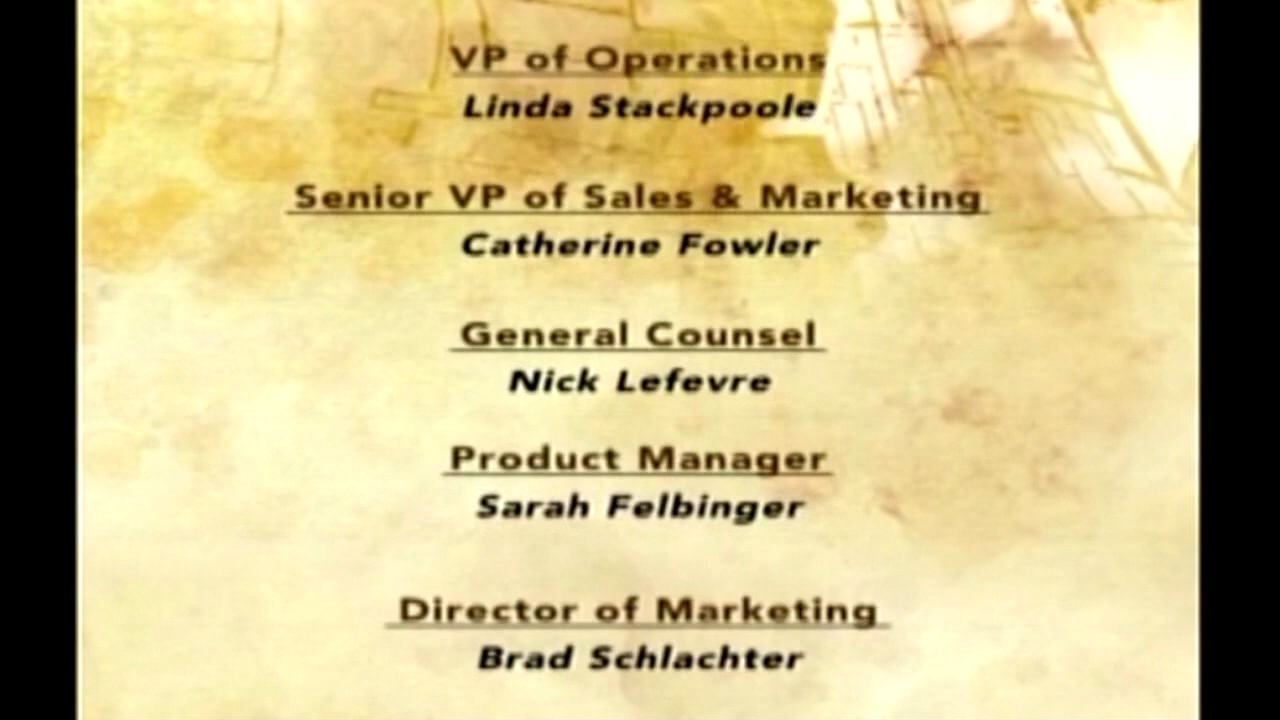 VP of Operations
Linda Stackpoole
Senior VP of Sales & Marketing
Catherine Fowler
General Counsel
Nick Lefevre
Product Manager
Sarah Felbinger
Director of Marketing
Brad Schlachter